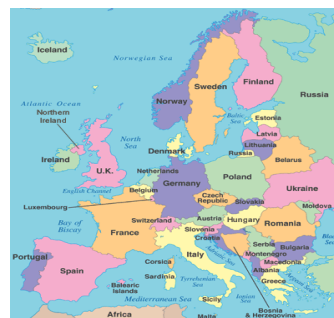 Iceland
Norwegian Sea
Sweden
Finland
Russia
Norway
Atlantic Ocean
Northern
Ireland
North
Sea
Baltic
Sea
Estonia
Latvia
Lithuania
Denmark
Russia
Ireland
U.K.
Belarus
Netherlands
Poland
English Channel
Belgium
Germany
Luxembourg
Czech
Republic
Ukraine
Slovakia
Moldova
Bay of
Biscay
France
Switzerland
Austria
Hungary
Slovenia
Romania
Croatia
Italy
Serbia
Bulgaria
Montenegro
Portugal
Spain
Corsica
Macedonia
Albania
Sardinia
Greece
Balearic
Islands
Tyrrhenian
Sea
Mediterranean Sea
Ionian
Sea
Sicily
Bosnia
& Herzegovina
Africa
Malta